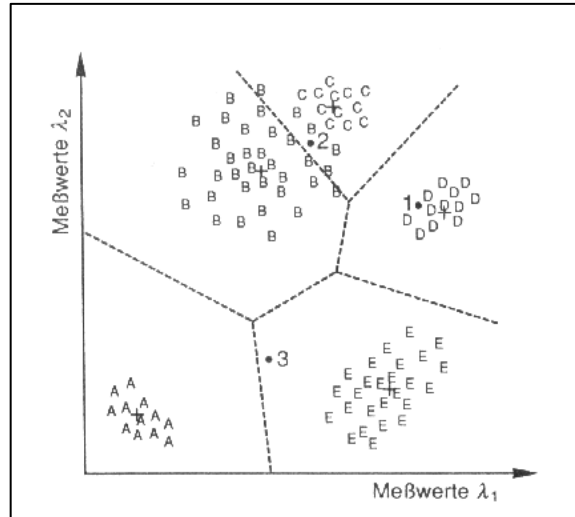 Meßwerte λ₂
B B B B B B B B B B B B B B B B B B B B B B B B B B B B B B
C C C C C C C C C C C C
2
1
D D D D D D D D D D D
3
A A A A A A A A A A
E E E E E E E E E E E E E E E E E E E E E E E
Meßwerte λ₁